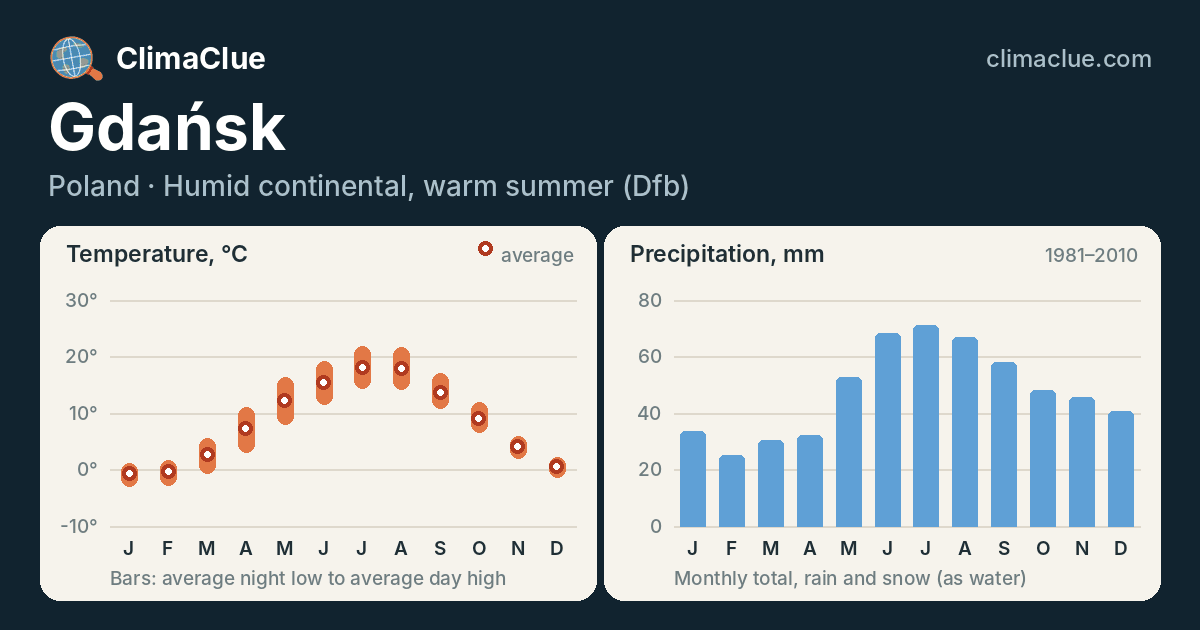 ClimaClue
climaclue.com
Gdańsk
Poland · Humid continental, warm summer (Dfb)
Temperature, °C
average
30°
20°
10°
0°
-10°
J F M A M J J A S O N D
Bars: average night low to average day high
Precipitation, mm
1981–2010
80
60
40
20
0
J F M A M J J A S O N D
Monthly total, rain and snow (as water)